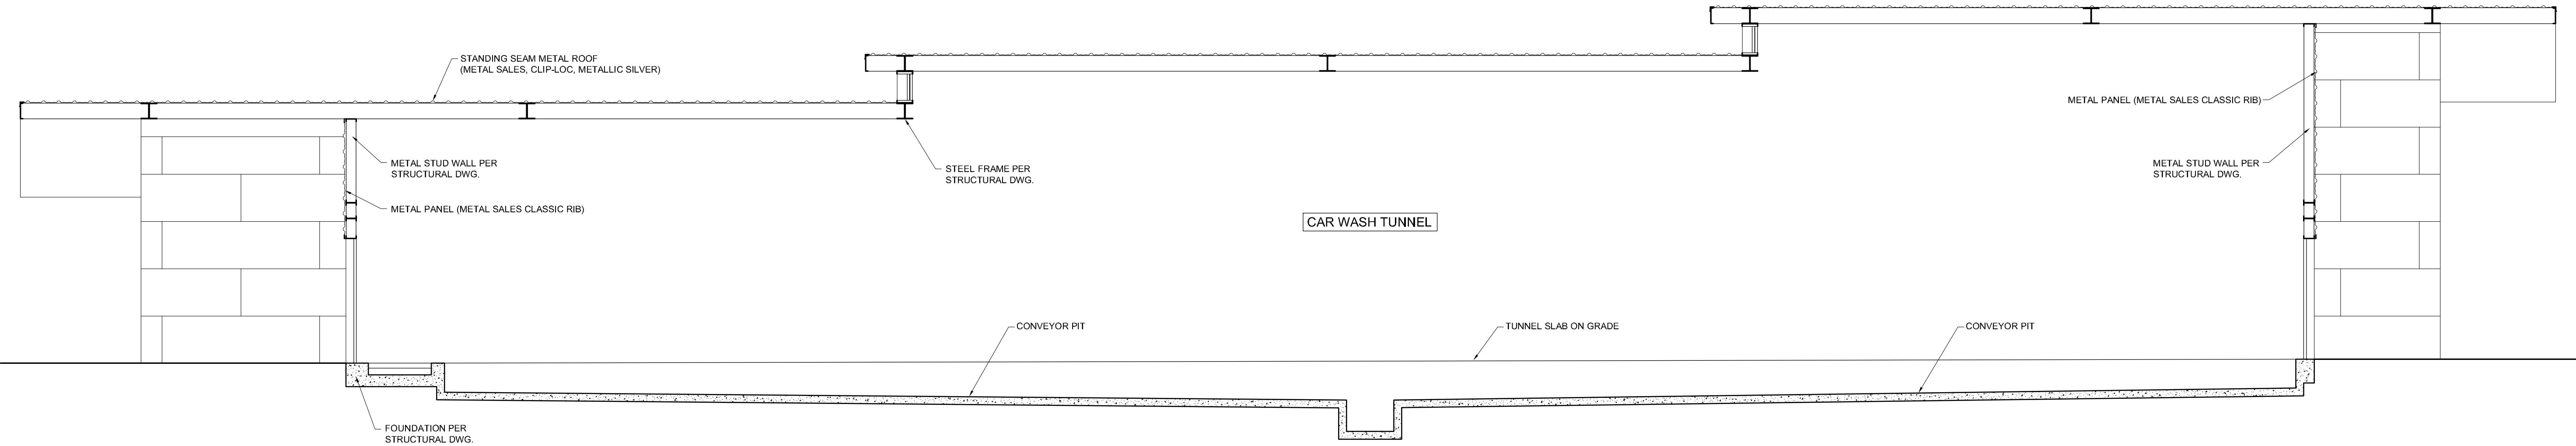 STANDING SEAM METAL ROOF
(METAL SALES, CLIP-LOC, METALLIC SILVER)
METAL PANEL (METAL SALES CLASSIC RIB)
METAL STUD WALL PER
STRUCTURAL DWG.
STEEL FRAME PER
STRUCTURAL DWG.
METAL STUD WALL PER
STRUCTURAL DWG.
METAL PANEL (METAL SALES CLASSIC RIB)
CAR WASH TUNNEL
CONVEYOR PIT
TUNNEL SLAB ON GRADE
CONVEYOR PIT
FOUNDATION PER
STRUCTURAL DWG.